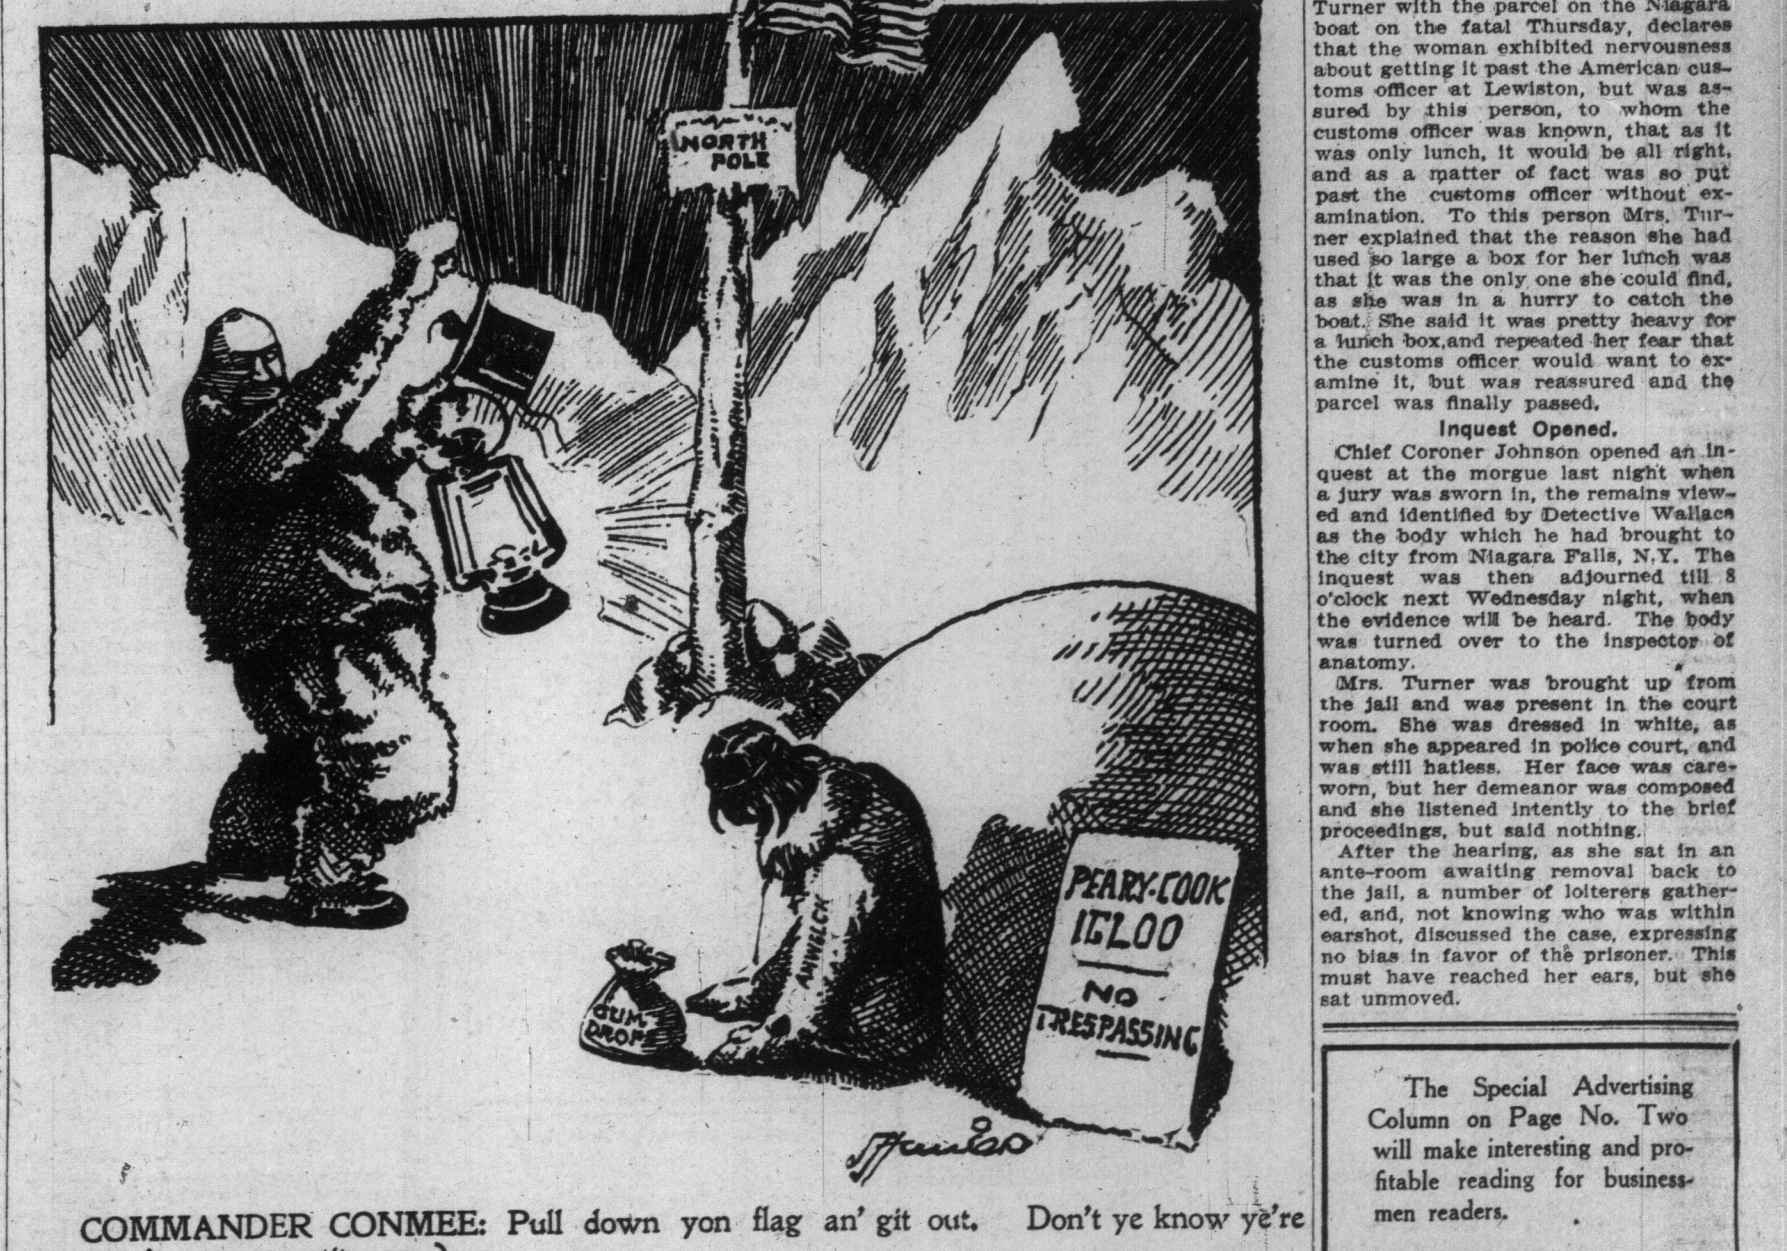 NORTH
POLE
AHWELCK
GUM
DROPS
PEARY-COOK
IGLOO
NO
TRESPASSING
COMMANDER CONMEE: Pull down yon flag an' git out. Don't ye know ye're
Turner with the parcel on the Niagara
boat on the fatal Thursday, declares
that the woman exhibited nervousness
about getting it past the American cus-
toms officer at Lewiston, but was as-
sured by this person, to whom the
customs officer was known, that as it
was only lunch, it would be all right,
and as a matter of fact was so put
past the customs officer without ex-
amination. To this person Mrs. Tur-
ner explained that the reason she had
used so large a box for her lunch was
that it was the only one she could find,
as she was in a hurry to catch the
boat. She said it was pretty heavy for
a lunch box,and repeated her fear that
the customs officer would want to ex-
amine it, but was reassured and the
parcel was finally passed.
Inquest Opened.
Chief Coroner Johnson opened an in-
quest at the morgue last night when
a jury was sworn in, the remains view-
ed and identified by Detective Wallace
as the body which he had brought to
the city from Niagara Falls, N.Y. The
inquest was then adjourned till 8
o'clock next Wednesday night, when
the evidence will be heard. The body
was turned over to the inspector of
anatomy.
Mrs. Turner was brought up from
the jail and was present in the court
room. She was dressed in white, as
when she appeared in police court, and
was still hatless. Her face was care-
worn, but her demeanor was composed
and she listened intently to the brief
proceedings, but said nothing.
After the hearing, as she sat in an
ante-room awaiting removal back to
the jail, a number of loiterers gather-
ed, and, not knowing who was within
earshot, discussed the case, expressing
no bias in favor of the prisoner. This
must have reached her ears, but she
sat unmoved.
The Special Advertising
Column on Page No. Two
will make interesting and pro-
fitable reading for business-
men readers.